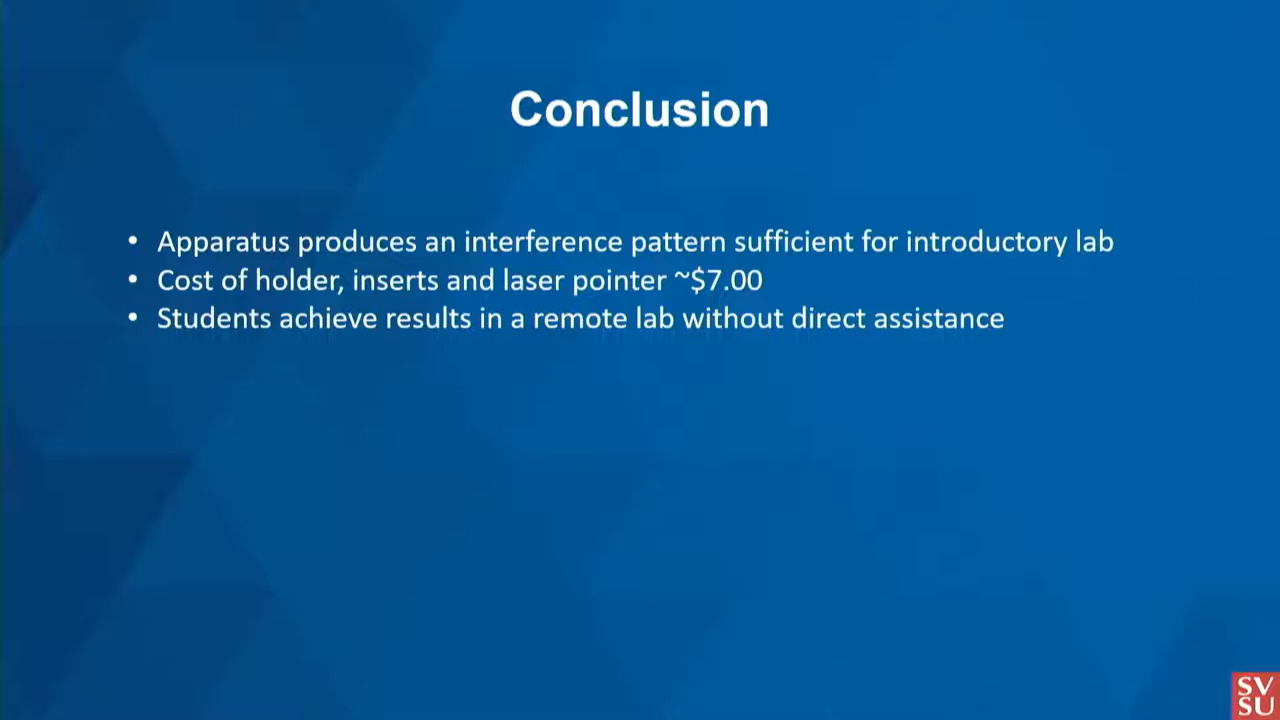 Conclusion
• Apparatus produces an interference pattern sufficient for introductory lab
• Cost of holder, inserts and laser pointer ~$7.00
• Students achieve results in a remote lab without direct assistance
SV
SU